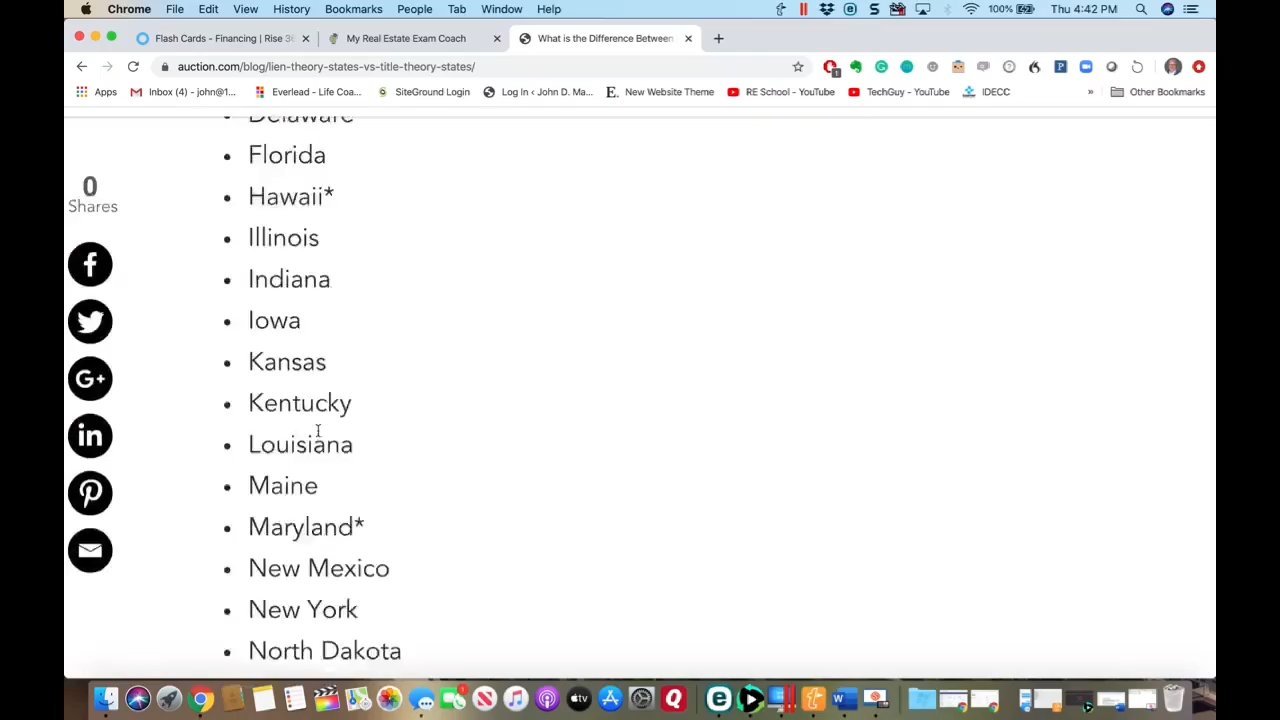 Chrome File Edit View History Bookmarks People Tab Window Help 100% Thu 4:42 PM
Flash Cards - Financing | Rise 36 My Real Estate Exam Coach What is the Difference Between
auction.com/blog/lien-theory-states-vs-title-theory-states/
Apps Inbox (4) - john@1... Everlead - Life Coa... SiteGround Login Log In ‹ John D. Ma... New Website Theme RE School - YouTube TechGuy - YouTube IDECC » Other Bookmarks
Delaware
• Florida
0
Shares
• Hawaii*
• Illinois
• Indiana
• Iowa
• Kansas
• Kentucky
• Louisiana
• Maine
• Maryland*
• New Mexico
• New York
• North Dakota